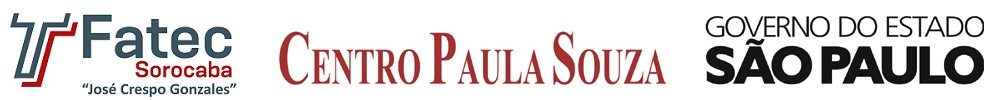 Fatec
Sorocaba
“José Crespo Gonzales”
CENTRO PAULA SOUZA
GOVERNO DO ESTADO
SÃO PAULO